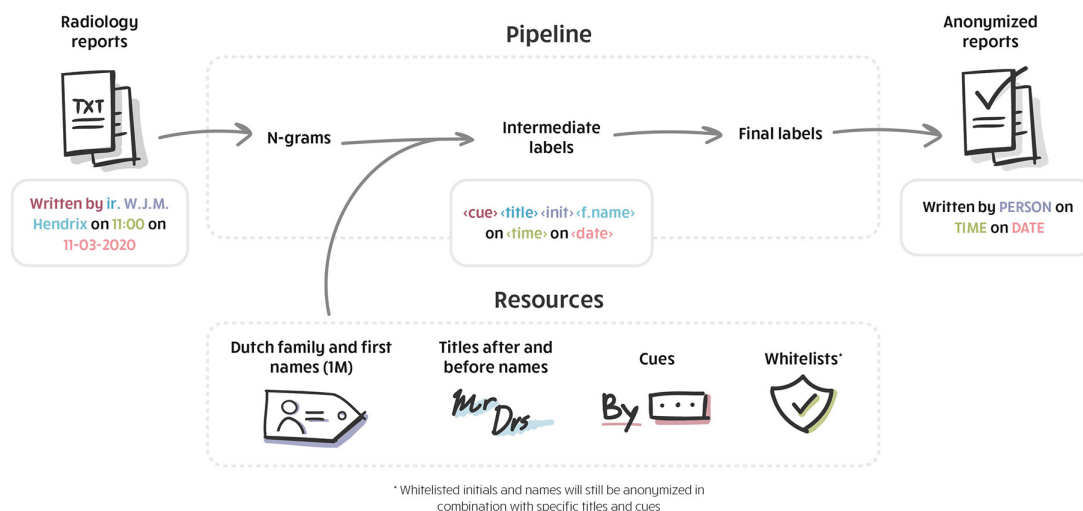 Radiology
reports
Pipeline
Anonymized
reports
TXT
N-grams
Intermediate
labels
Final labels
Written by ir. W.J.M.
Hendrix on 11:00 on
11-03-2020
‹cue› ‹title› ‹init› ‹f.name›
on ‹time› on ‹date›
Written by PERSON on
TIME on DATE
Resources
Dutch family and first
names (1M)
Titles after and
before names
Cues
Whitelists*
Mr
Drs
By
* Whitelisted initials and names will still be anonymized in
combination with specific titles and cues